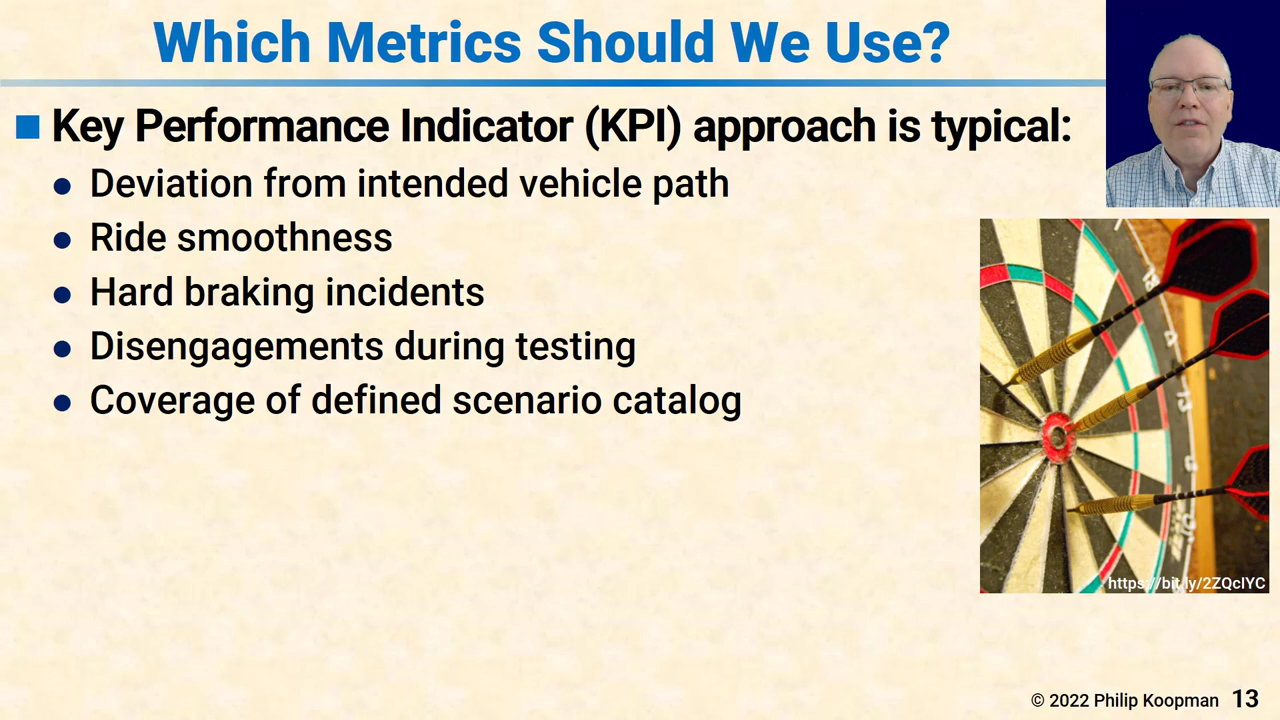 Which Metrics Should We Use?
Key Performance Indicator (KPI) approach is typical:
Deviation from intended vehicle path
Ride smoothness
Hard braking incidents
Disengagements during testing
Coverage of defined scenario catalog
https://bit.ly/2ZQcIYC
© 2022 Philip Koopman 13